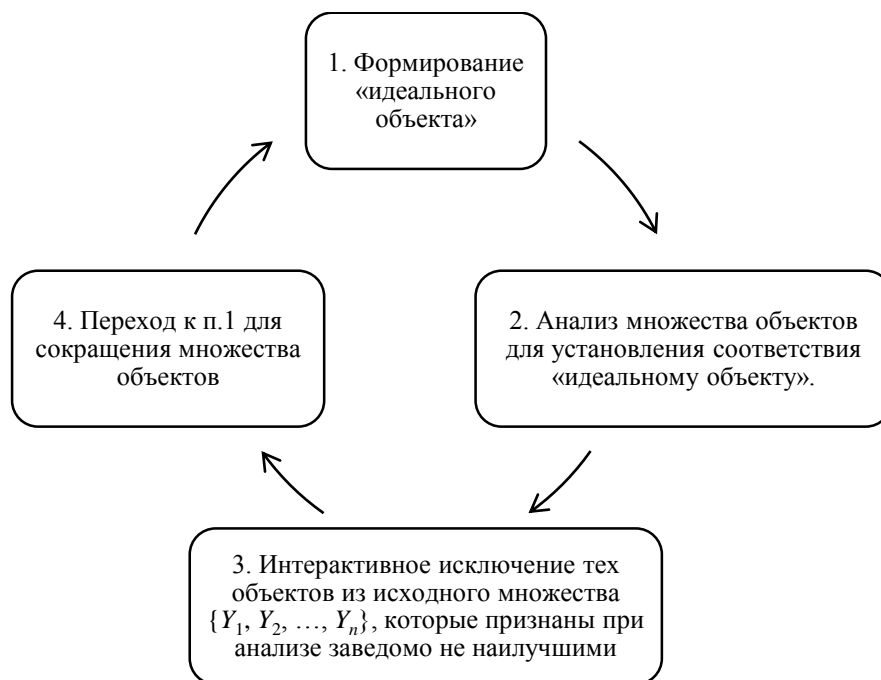 1. Формирование
«идеального
объекта»
2. Анализ множества объектов
для установления соответствия
«идеальному объекту».
3. Интерактивное исключение тех
объектов из исходного множества
{Y1, Y2, …, Yn}, которые признаны при
анализе заведомо не наилучшими
4. Переход к п.1 для
сокращения множества
объектов